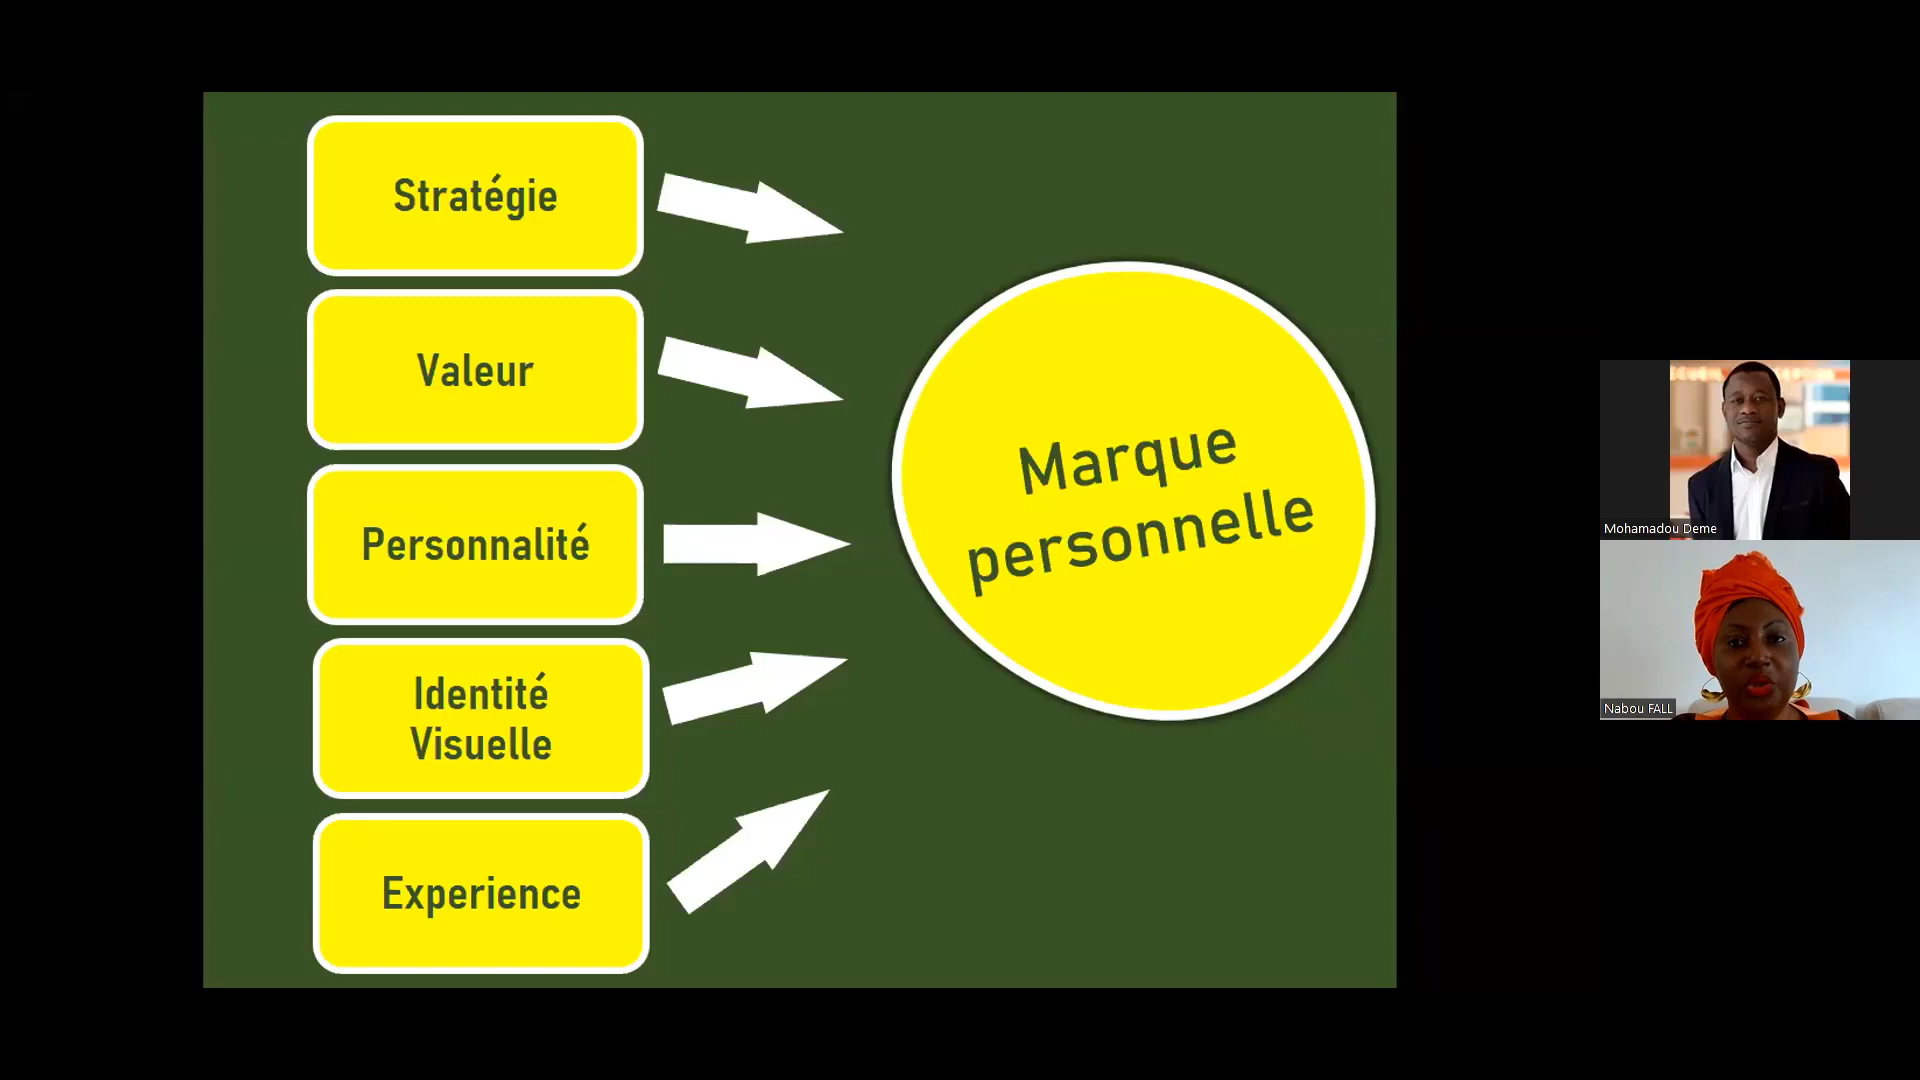 Stratégie
Valeur
Personnalité
Identité
Visuelle
Experience
Marque
personnelle
Mohamadou Deme
Nabou FALL